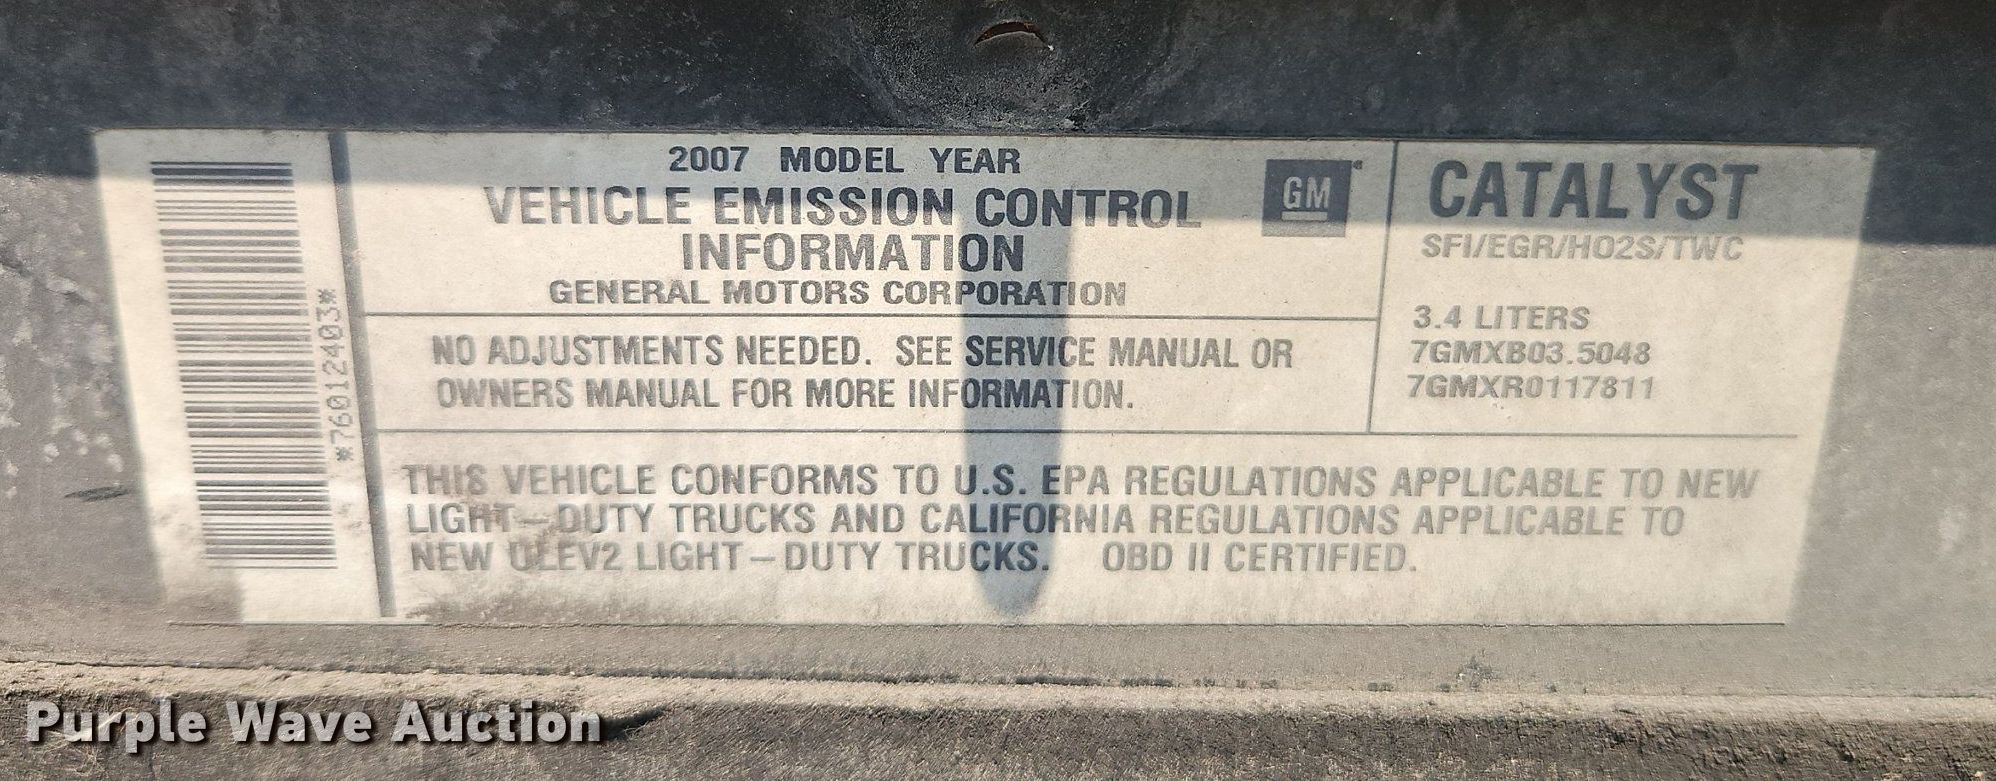 2007 MODEL YEAR
VEHICLE EMISSION CONTROL
INFORMATION
GENERAL MOTORS CORPORATION
GM
CATALYST
SFI/EGR/HO2S/TWC
3.4 LITERS
7GMXB03.5048
7GMXR0117811
NO ADJUSTMENTS NEEDED. SEE SERVICE MANUAL OR
OWNERS MANUAL FOR MORE INFORMATION.
THIS VEHICLE CONFORMS TO U.S. EPA REGULATIONS APPLICABLE TO NEW
LIGHT-DUTY TRUCKS AND CALIFORNIA REGULATIONS APPLICABLE TO
NEW ULEV2 LIGHT-DUTY TRUCKS. OBD II CERTIFIED.
*76012403*
Purple Wave Auction